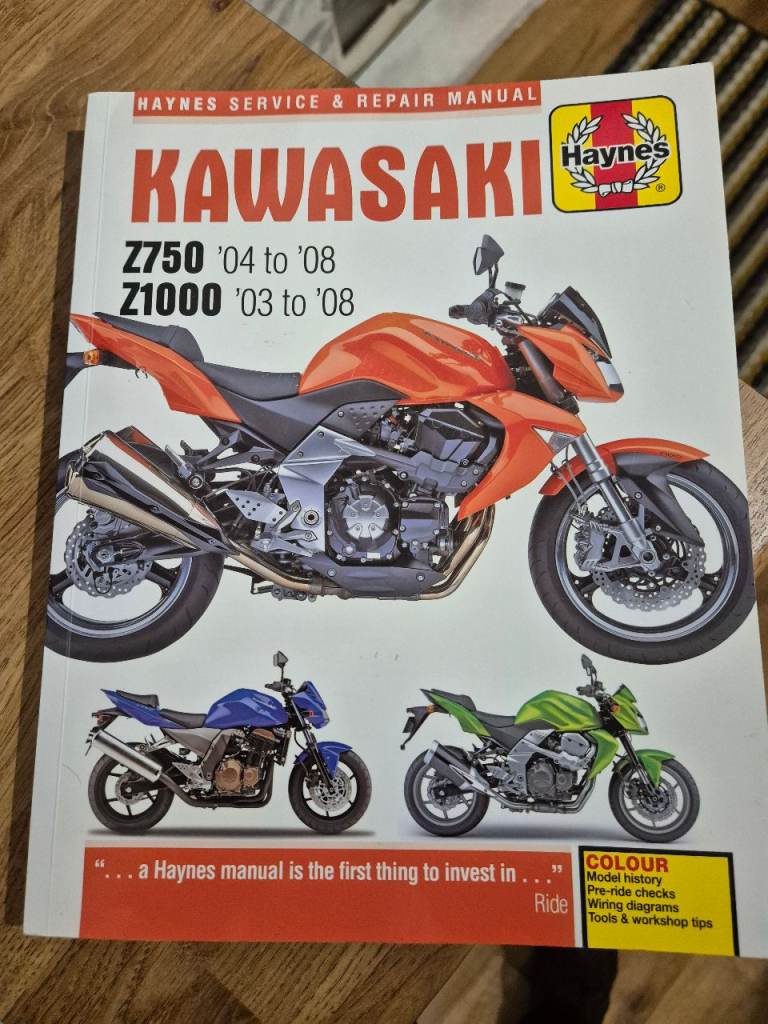 HAYNES SERVICE & REPAIR MANUAL
KAWASAKI
Haynes
®
Z750 '04 to '08
Z1000 '03 to '08
"... a Haynes manual is the first thing to invest in ..."
Ride
COLOUR
Model history
Pre-ride checks
Wiring diagrams
Tools & workshop tips